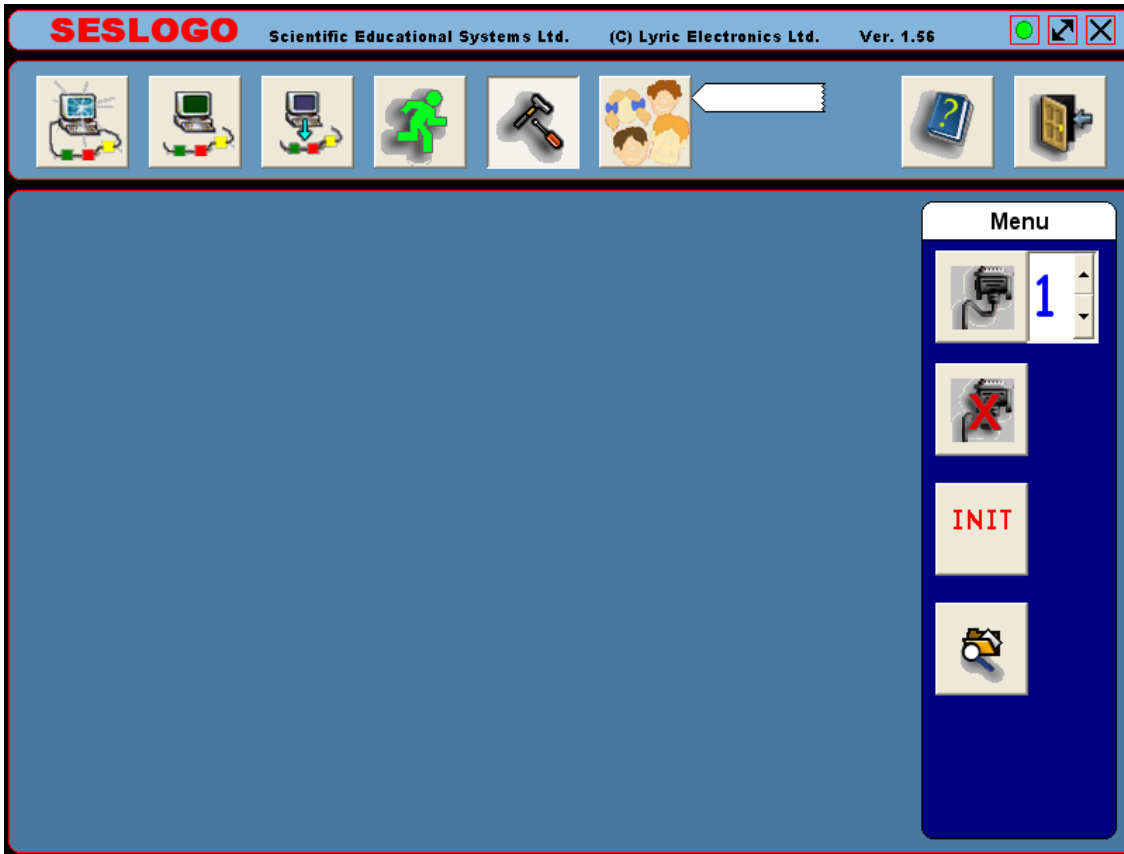 SESLOGO Scientific Educational Systems Ltd. (C) Lyric Electronics Ltd. Ver. 1.56
?
Menu
1
X
INIT